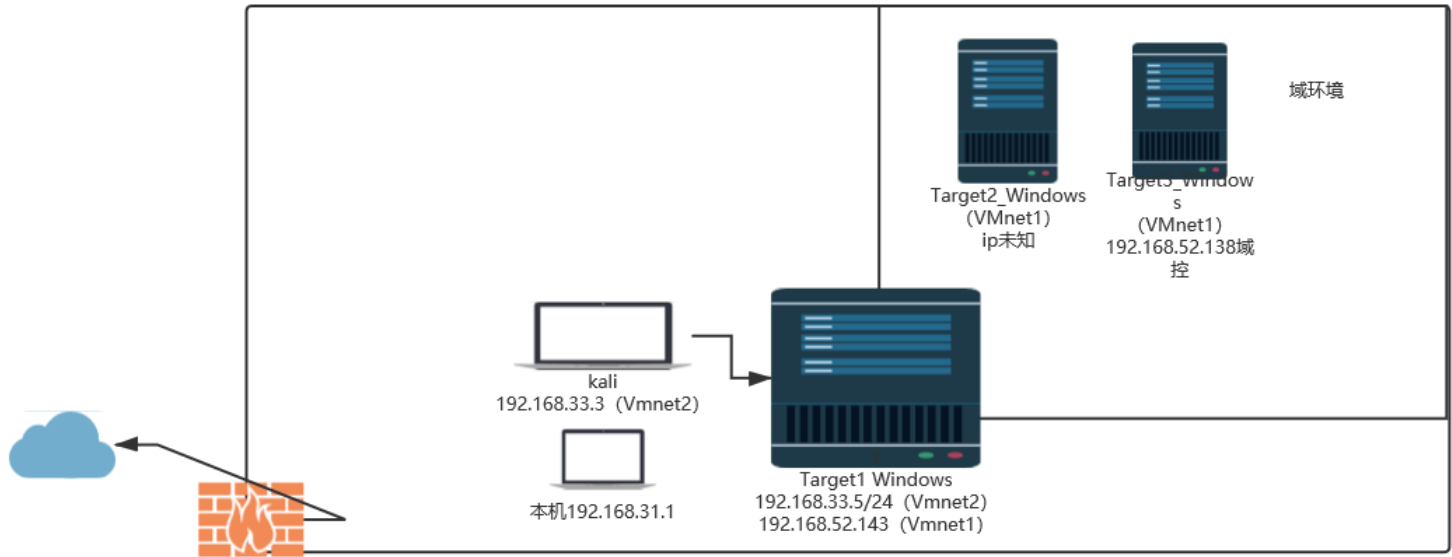 域环境
Target2_Windows
(VMnet1)
ip未知
Target3_Window
s
(VMnet1)
192.168.52.138域
控
kali
192.168.33.3（Vmnet2）
本机192.168.31.1
Target1 Windows
192.168.33.5/24（Vmnet2）
192.168.52.143（Vmnet1）